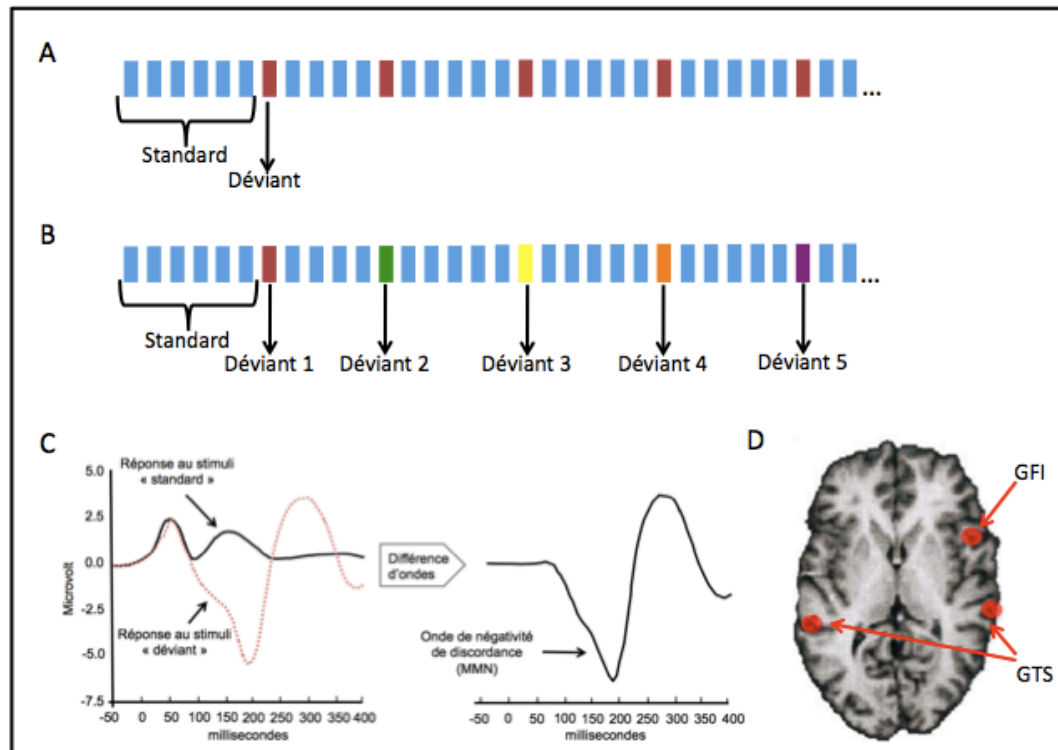 A
...
Standard
Déviant
B
...
Standard
Déviant 1
Déviant 2
Déviant 3
Déviant 4
Déviant 5
C
Réponse au stimuli
« standard »
5.0
2.5
0.0
-2.5
-5.0
-7.5
Microvolt
Réponse au stimuli
« déviant »
-50 0 50 100 150 200 250 300 350 400
millisecondes
Différence
d'ondes
Onde de négativité
de discordance
(MMN)
-50 0 50 100 150 200 250 300 350 400
millisecondes
D
GFI
GTS